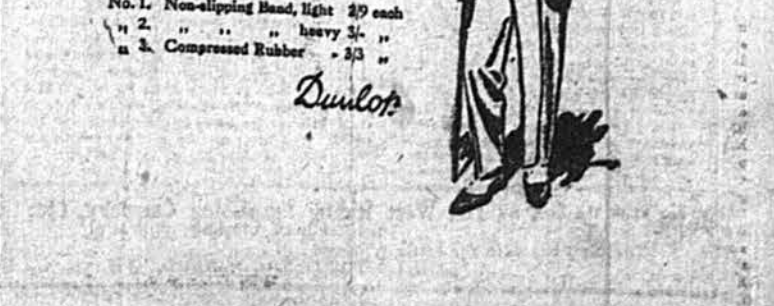 No. 1. Non-slipping Band, light 2/9 each
„ 2. „ „ „ heavy 3/- „
„ 3. Compressed Rubber - 3/3 „
Dunlop